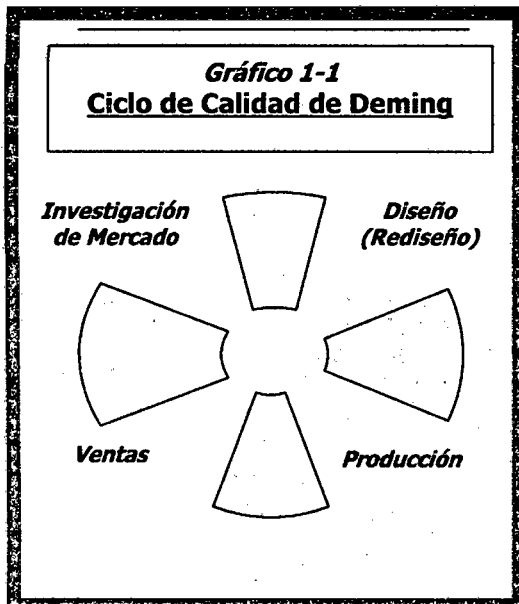 Gráfico 1-1
Ciclo de Calidad de Deming
Investigación
de Mercado
Diseño
(Rediseño)
Ventas
Producción